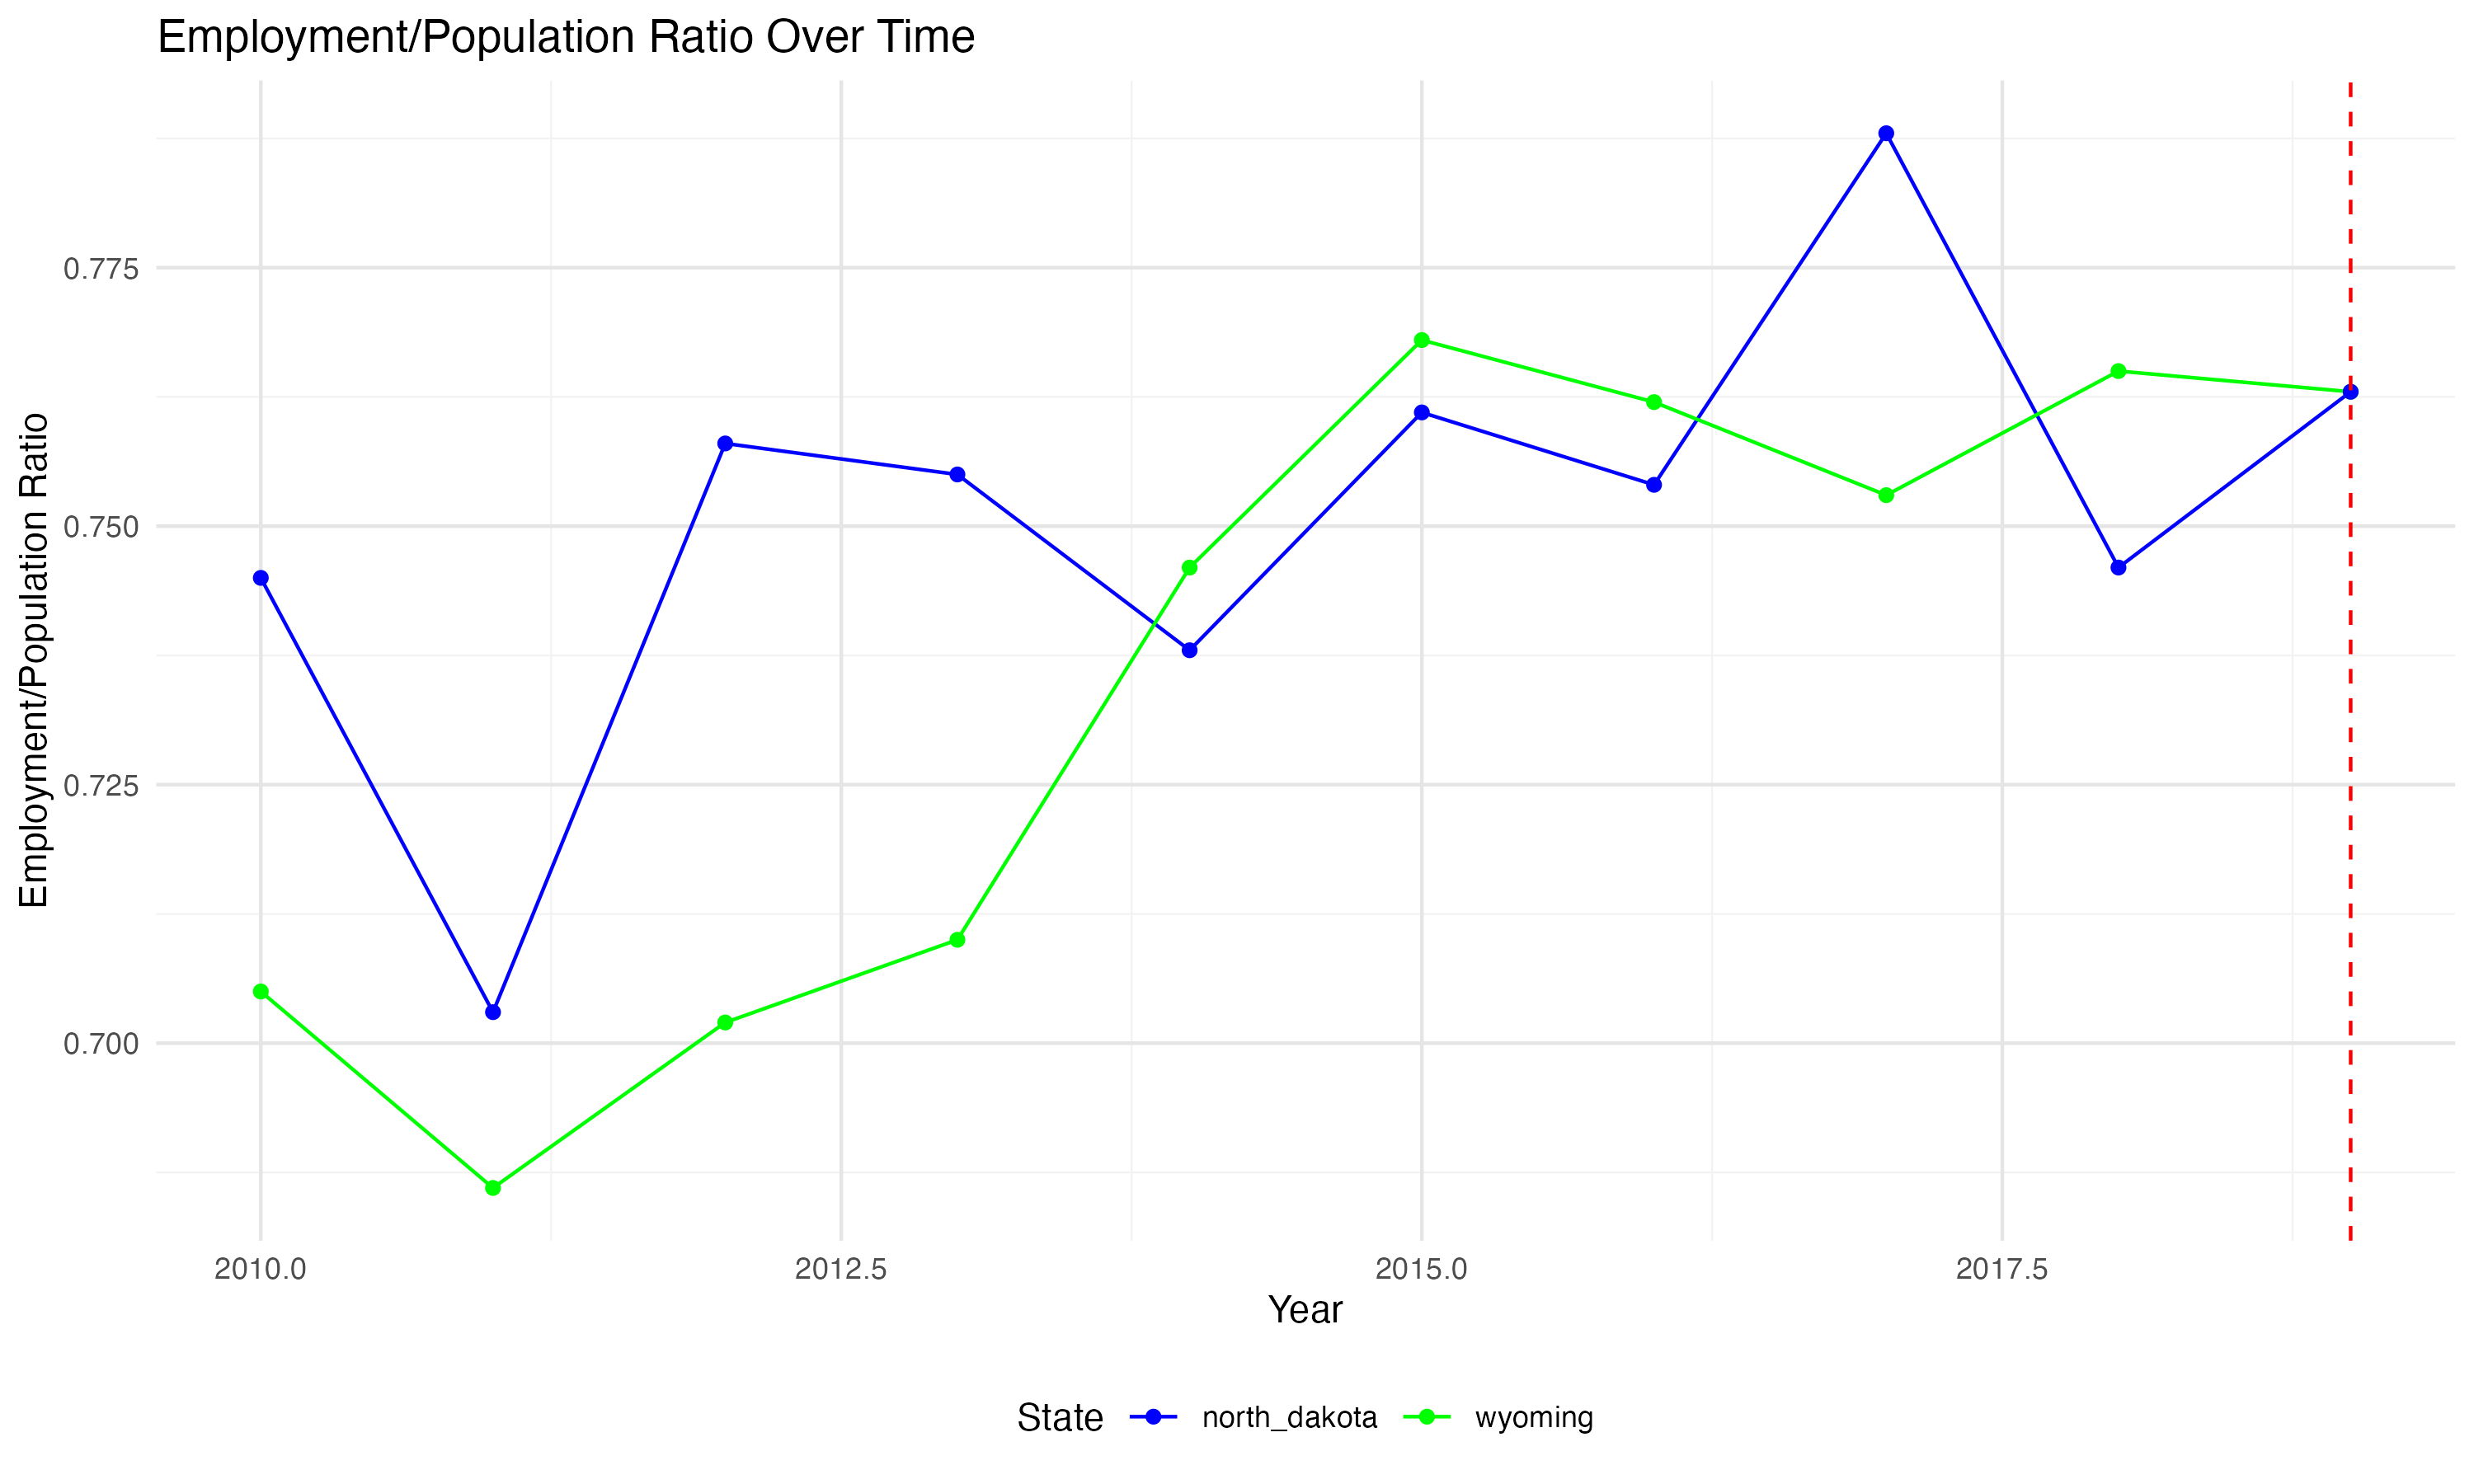 Employment/Population Ratio Over Time
Employment/Population Ratio
0.775
0.750
0.725
0.700
2010.0 2012.5 2015.0 2017.5
Year
State north_dakota wyoming